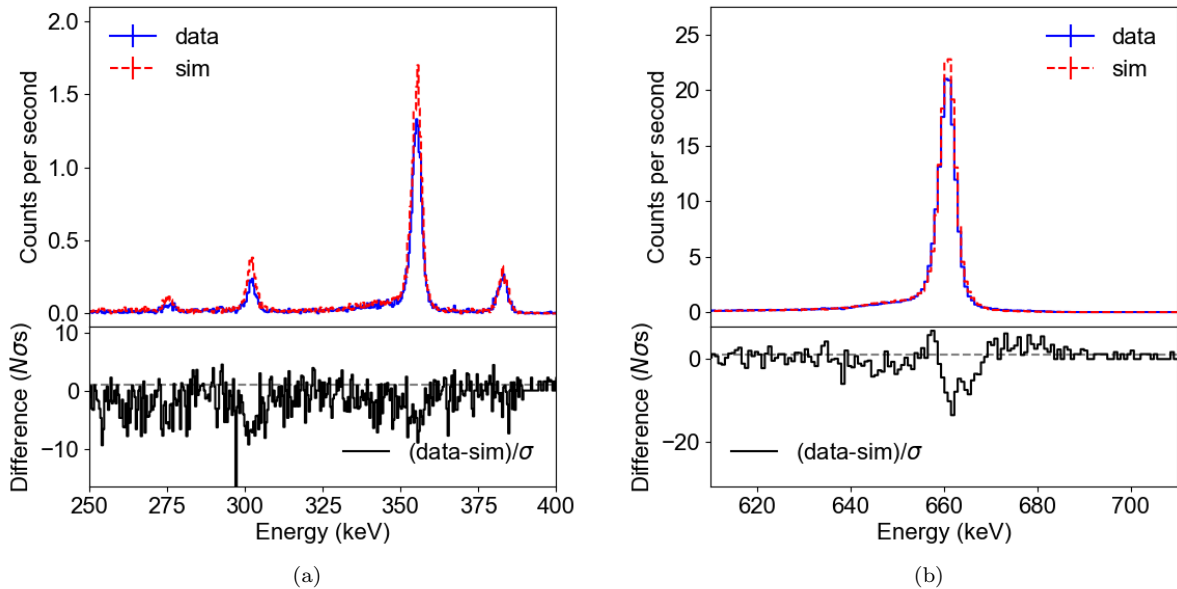 2.0
1.5
1.0
0.5
0.0
Counts per second
data
sim
10
0
−10
Difference (Nσs)
(data-sim)/σ
250 275 300 325 350 375 400
Energy (keV)
(a)
25
20
15
10
5
0
Counts per second
data
sim
0
−20
Difference (Nσs)
(data-sim)/σ
620 640 660 680 700
Energy (keV)
(b)